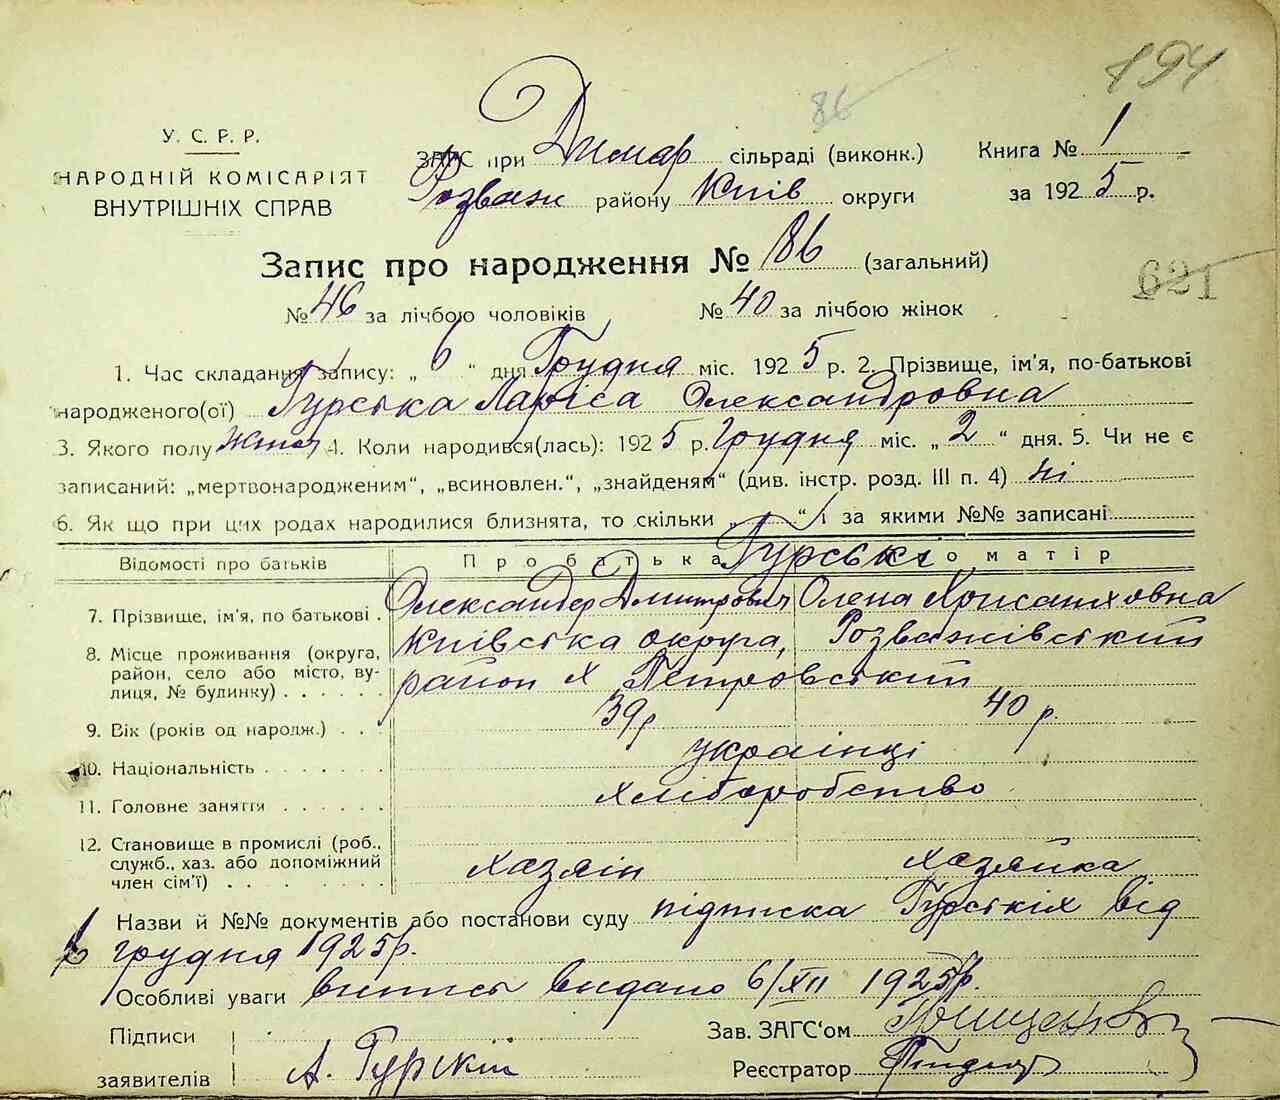 194
86
У. С. Р. Р.
НАРОДНІЙ КОМІСАРІЯТ
ВНУТРІШНІХ СПРАВ
ЗАГС при Димар сільраді (виконк.)
Розваж району Київ округи
Книга № 1
за 1925 р.
Запис про народження № 86 (загальний)
621
№ 46 за лічбою чоловіків № 40 за лічбою жінок
1. Час складання запису: „ 6 “ дня Грудня міс. 1925 р. 2. Прізвище, ім'я, по-батькові
народженого(ої) Гурська Ларіса Олександровна
3. Якого полу жіноч 4. Коли народився(лась): 1925 р. Грудня міс. „ 2 “ дня. 5. Чи не є
записаний: „мертвонародженим“, „всиновлен.“, „знайденям“ (див. інстр. розд. III п. 4) ні
6. Як що при цих родах народилися близнята, то скільки „ “ і за якими №№ записані
Відомості про батьків Про батька Гурські Про матір
7. Прізвище, ім'я, по батькові . Олександер Дмитрович Олена Хрисанховна
8. Місце проживання (округа, район, село або місто, вулиця, № будинку) Київська округа, Розважівський
район х Петровський
9. Вік (років од народж.) . . . 39 р 40 р.
10. Національність . . . . . . . українці
11. Головне заняття . . . . . . хліборобство
12. Становище в промислі (роб.,
служб., хаз. або допоміжний
член сім'ї) . . . . . . . . . хазяін хазяйка
Назви й №№ документів або постанови суду підписка Гурських від
6 грудня 1925 р.
Особливі уваги випись видано 6/XII 1925 р.
Підписи
заявителів А. Гурскій
Зав. ЗАГС‘ом
Реєстратор